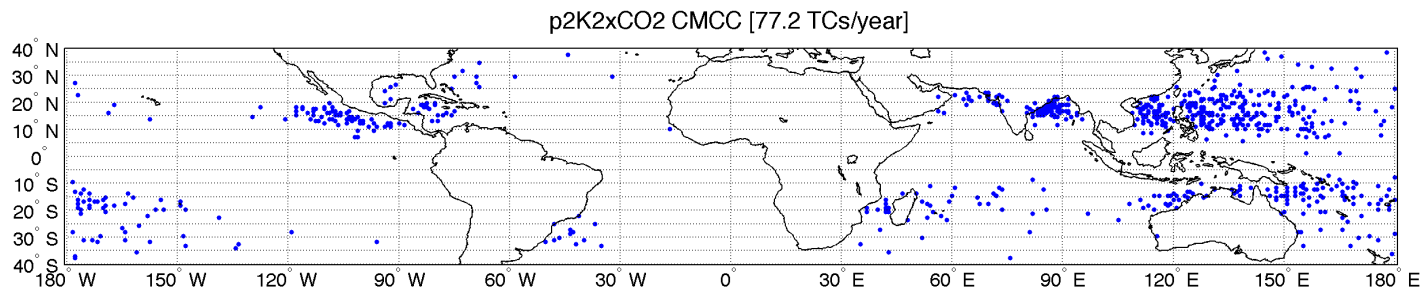 p2K2xCO2 CMCC [77.2 TCs/year]
40° N
30° N
20° N
10° N
0°
10° S
20° S
30° S
40° S
180° W 150° W 120° W 90° W 60° W 30° W 0° 30° E 60° E 90° E 120° E 150° E 180° E